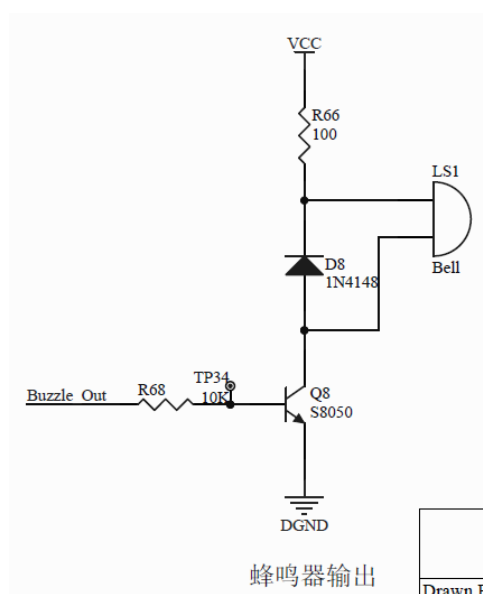 VCC
R66
100
LS1
D8
1N4148
Bell
TP34
Buzzle_Out
R68
10K
Q8
S8050
DGND
蜂鸣器输出